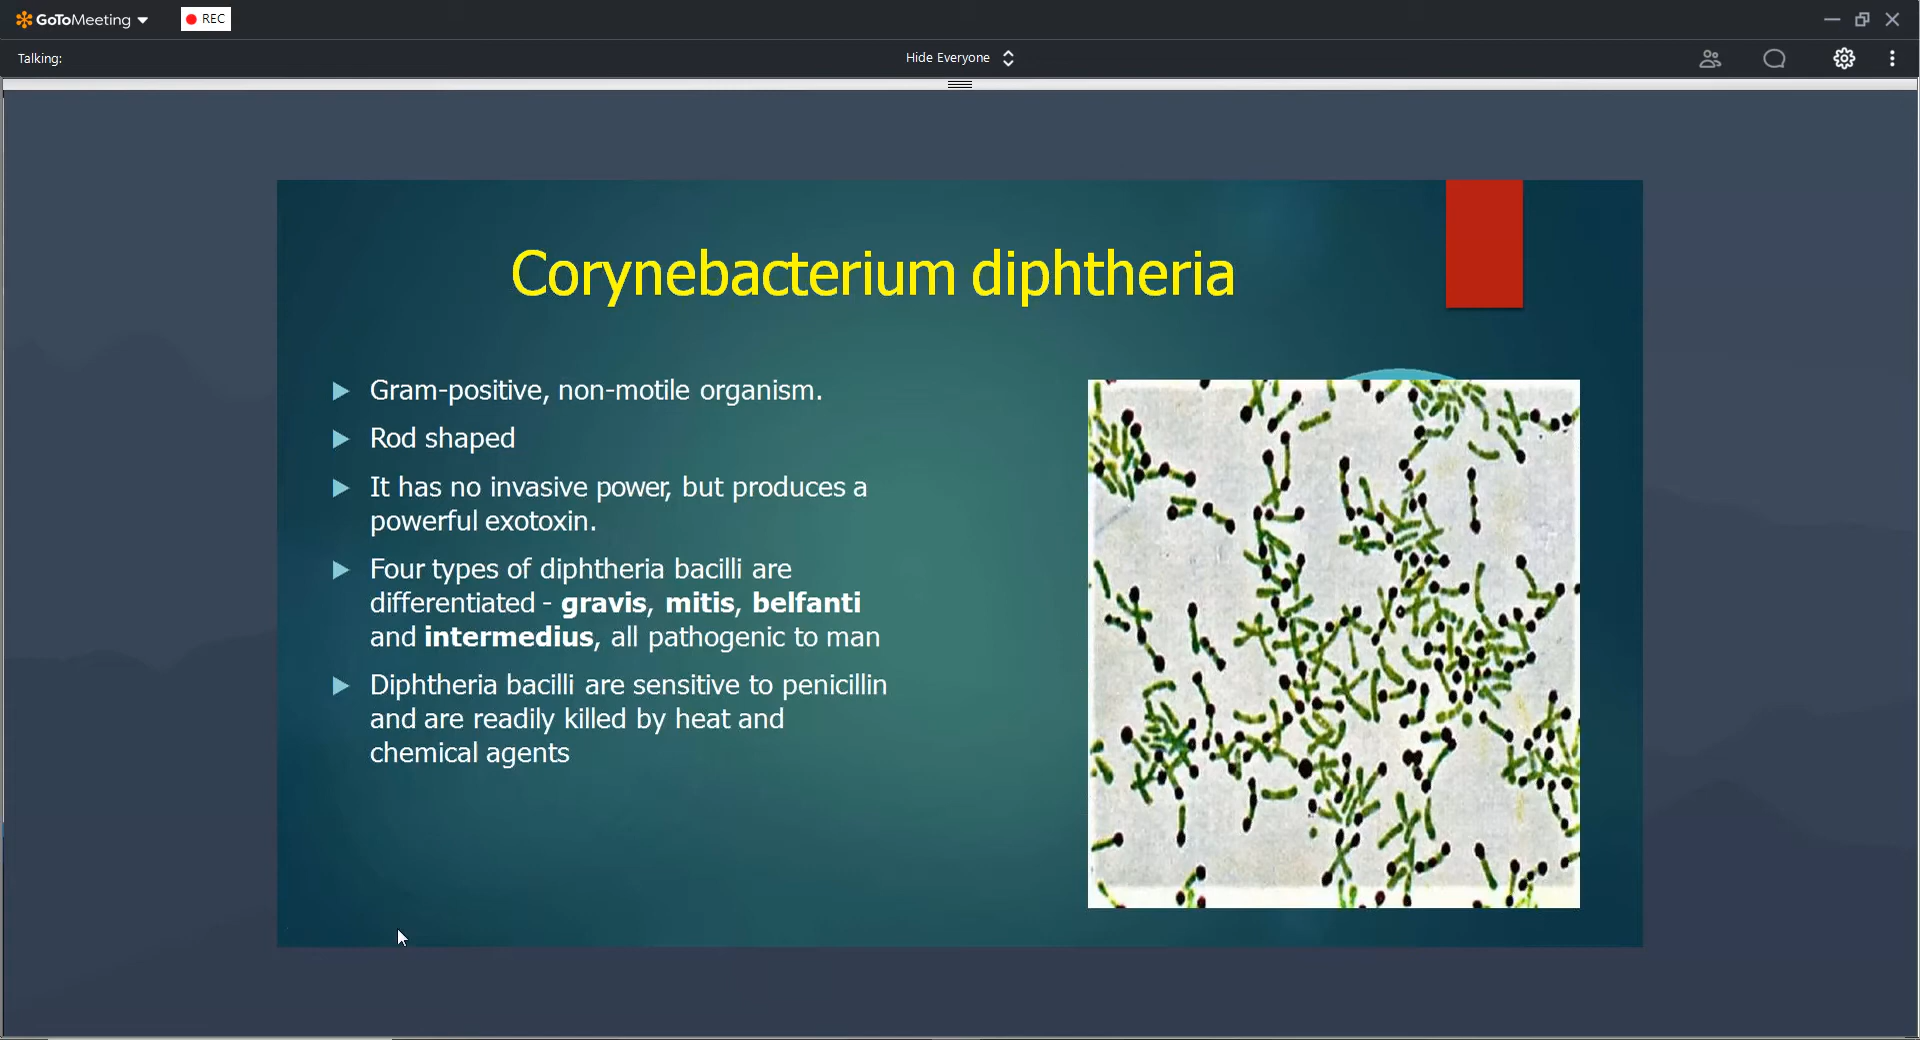 GoToMeeting
REC
Talking:
Hide Everyone
Corynebacterium diphtheria
Gram-positive, non-motile organism.
Rod shaped
It has no invasive power, but produces a
powerful exotoxin.
Four types of diphtheria bacilli are
differentiated - gravis, mitis, belfanti
and intermedius, all pathogenic to man
Diphtheria bacilli are sensitive to penicillin
and are readily killed by heat and
chemical agents